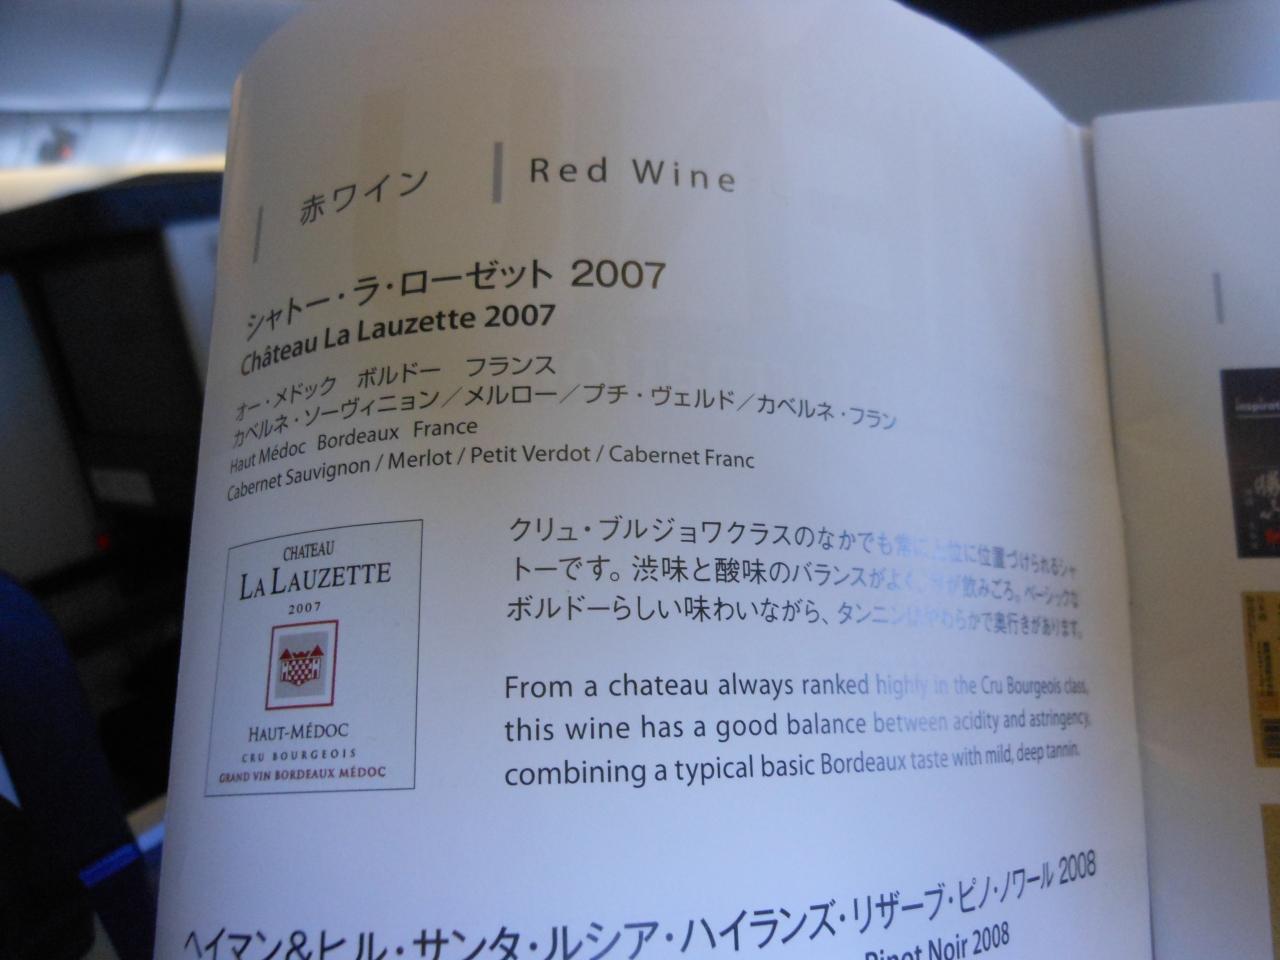 赤ワイン
Red Wine
シャトー・ラ・ローゼット 2007
Château La Lauzette 2007
オー・メドック ボルドー フランス
カベルネ・ソーヴィニョン／メルロー／プチ・ヴェルド／カベルネ・フラン
Haut Médoc Bordeaux France
Cabernet Sauvignon / Merlot / Petit Verdot / Cabernet Franc
CHATEAU
LA LAUZETTE
2007
HAUT-MÉDOC
CRU BOURGEOIS
GRAND VIN BORDEAUX MÉDOC
クリュ・ブルジョワクラスのなかでも常に上位に位置づけられるシャ
トーです。渋味と酸味のバランスがよく、今が飲みごろ。ベーシックな
ボルドーらしい味わいながら、タンニンはやわらかで奥行きがあります。
From a chateau always ranked highly in the Cru Bourgeois class,
this wine has a good balance between acidity and astringency,
combining a typical basic Bordeaux taste with mild, deep tannin.
ヘイマン&ヒル・サンタ・ルシア・ハイランズ・リザーブ・ピノ・ノワール 2008
Pinot Noir 2008